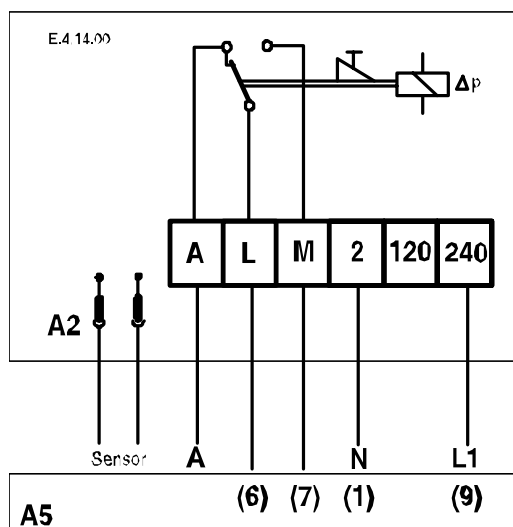 E.4.14.00
Δp
A L M 2 120 240
A2
Sensor A N L1
(6) (7) (1) (9)
A5